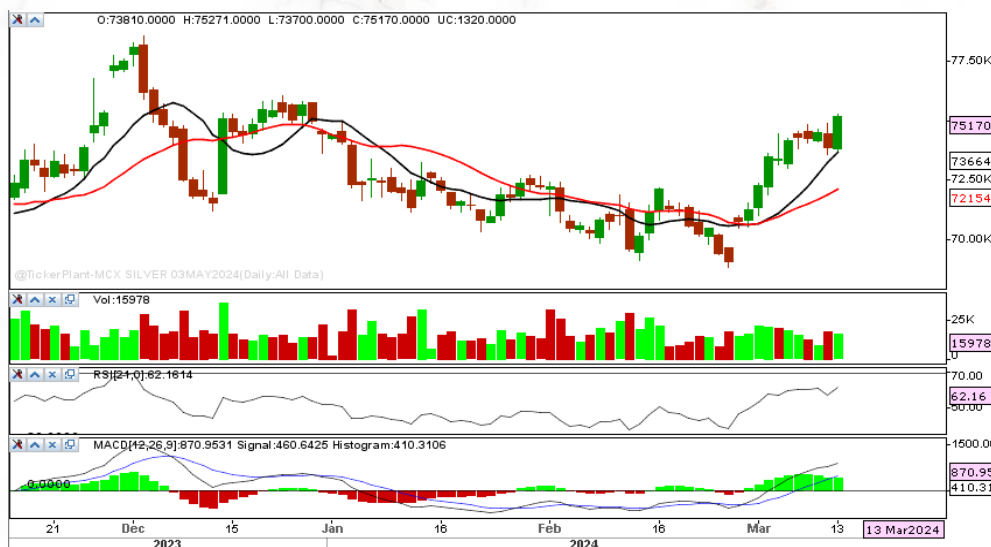 O:73810.0000 H:75271.0000 L:73700.0000 C:75170.0000 UC:1320.0000
77.50K
75170
73664
72.50K
72154
70.00K
@TickerPlant-MCX SILVER 03MAY2024(Daily:All Data)
Vol:15978
25K
15978
0
RSI[21,0]:62.1614
70.00
62.16
50.00
MACD[12,26,9]:870.9531 Signal:460.6425 Histogram:410.3106
1500.00
870.95
0.0000
410.31
21 Dec 15 Jan 16 Feb 16 Mar 13 13 Mar2024
2023 2024